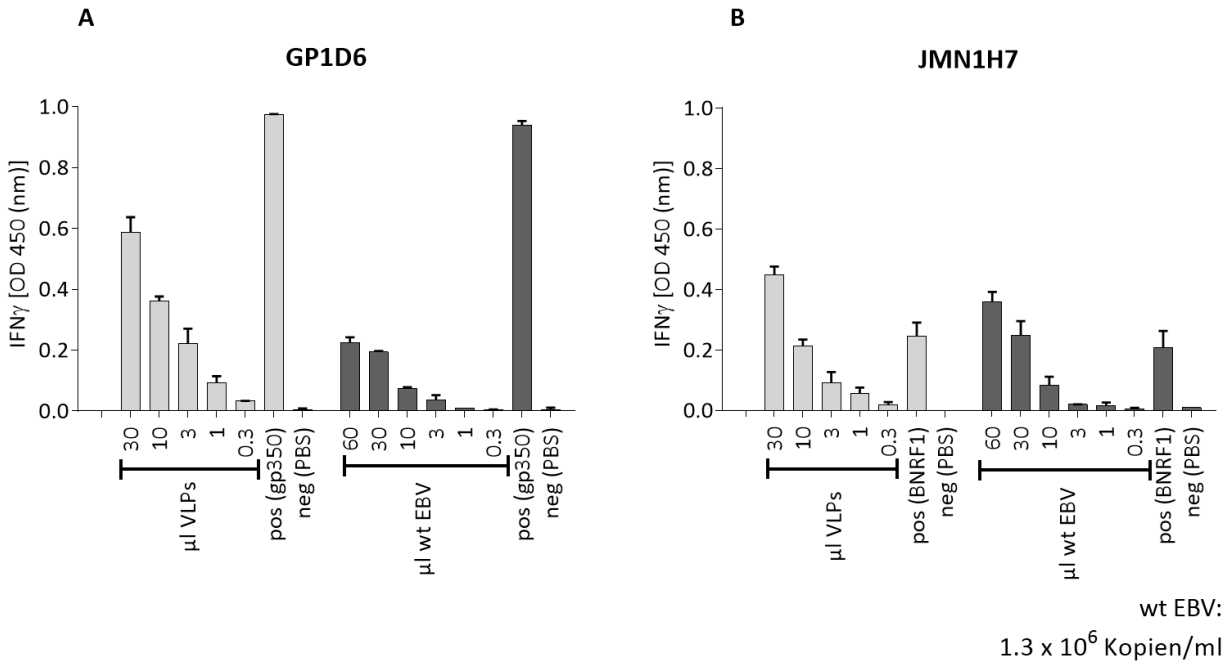 A
GP1D6
IFNγ [OD 450 (nm)]
1.0
0.8
0.6
0.4
0.2
0.0
30
10
3
1
0.3
pos (gp350)
neg (PBS)
60
30
10
3
1
0.3
pos (gp350)
neg (PBS)
µl VLPs
µl wt EBV
B
JMN1H7
IFNγ [OD 450 (nm)]
1.0
0.8
0.6
0.4
0.2
0.0
30
10
3
1
0.3
pos (BNRF1)
neg (PBS)
60
30
10
3
1
0.3
pos (BNRF1)
neg (PBS)
µl VLPs
µl wt EBV
wt EBV:
1.3 x 10⁶ Kopien/ml